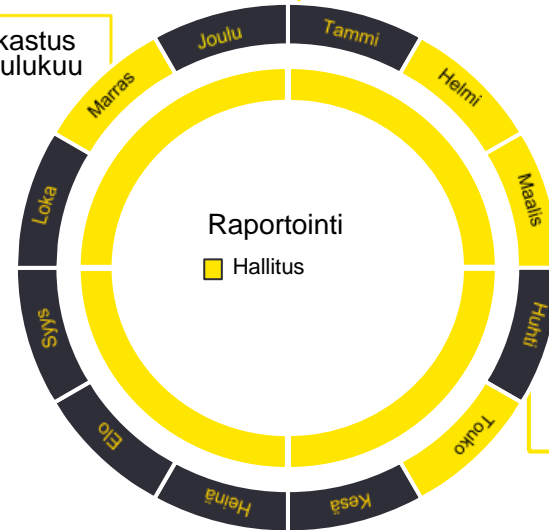 kastus
ulukuu
Joulu
Tammi
Helmi
Maalis
Huhti
Touko
Kesä
Heinä
Elo
Syys
Loka
Marras
Raportointi
Hallitus